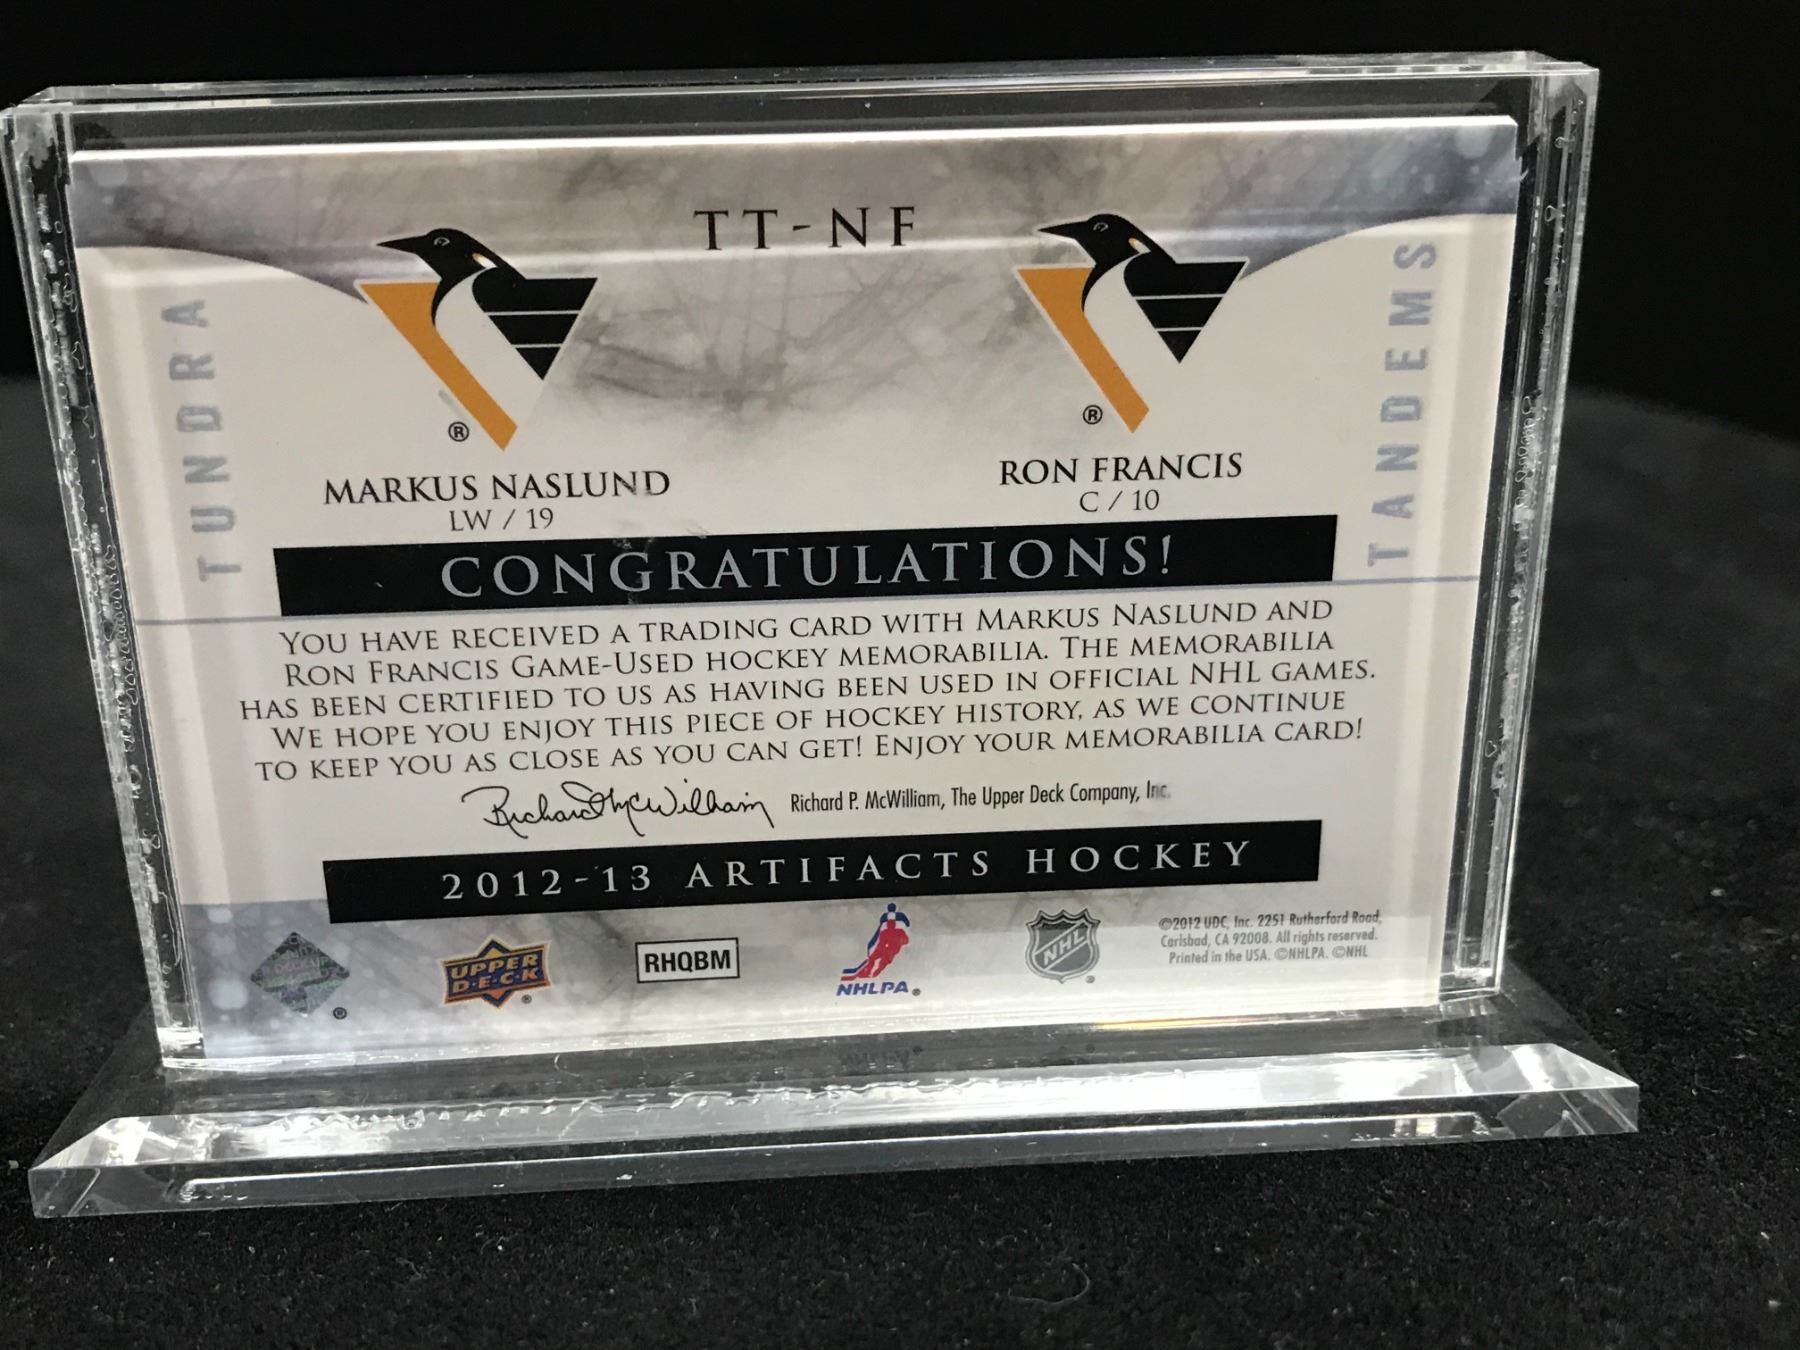 TT-NF
TUNDRA
TANDEMS
®
®
MARKUS NASLUND
LW / 19
RON FRANCIS
C / 10
CONGRATULATIONS!
YOU HAVE RECEIVED A TRADING CARD WITH MARKUS NASLUND AND
RON FRANCIS GAME-USED HOCKEY MEMORABILIA. THE MEMORABILIA
HAS BEEN CERTIFIED TO US AS HAVING BEEN USED IN OFFICIAL NHL GAMES.
WE HOPE YOU ENJOY THIS PIECE OF HOCKEY HISTORY, AS WE CONTINUE
TO KEEP YOU AS CLOSE AS YOU CAN GET! ENJOY YOUR MEMORABILIA CARD!
Richard McWilliam Richard P. McWilliam, The Upper Deck Company, Inc.
2012-13 ARTIFACTS HOCKEY
®
UPPER
D·E·C·K
®
RHQBM
NHLPA®
NHL
®
©2012 UDC, Inc. 2251 Rutherford Road,
Carlsbad, CA 92008. All rights reserved.
Printed in the USA. ©NHLPA. ©NHL